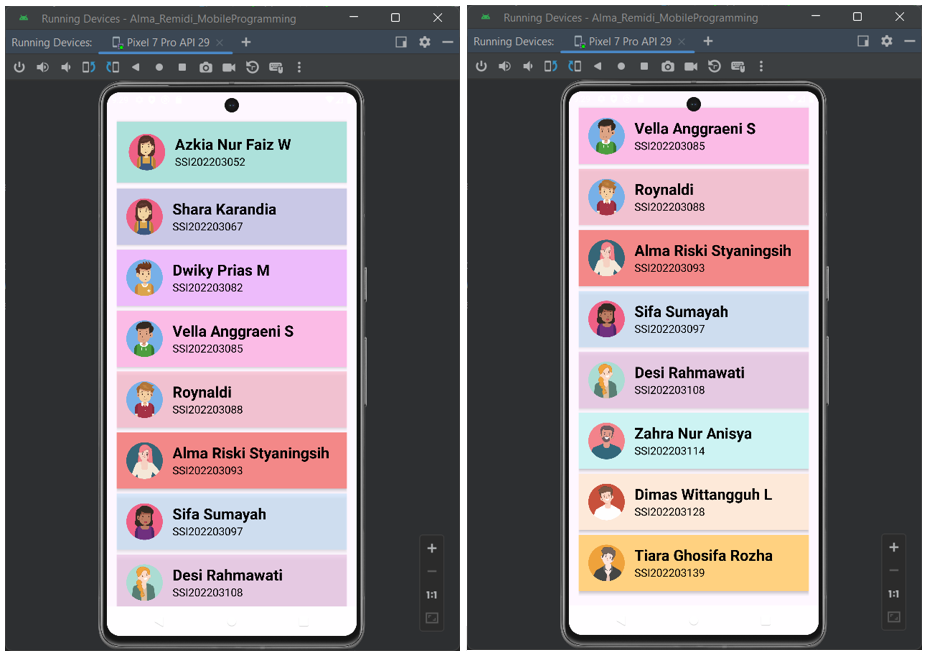 Running Devices - Alma_Remidi_MobileProgramming
Running Devices:
Pixel 7 Pro API 29
Azkia Nur Faiz W
SSI202203052
Shara Karandia
SSI202203067
Dwiky Prias M
SSI202203082
Vella Anggraeni S
SSI202203085
Roynaldi
SSI202203088
Alma Riski Styaningsih
SSI202203093
Sifa Sumayah
SSI202203097
Desi Rahmawati
SSI202203108
1:1
Running Devices - Alma_Remidi_MobileProgramming
Running Devices:
Pixel 7 Pro API 29
Vella Anggraeni S
SSI202203085
Roynaldi
SSI202203088
Alma Riski Styaningsih
SSI202203093
Sifa Sumayah
SSI202203097
Desi Rahmawati
SSI202203108
Zahra Nur Anisya
SSI202203114
Dimas Wittangguh L
SSI202203128
Tiara Ghosifa Rozha
SSI202203139
1:1